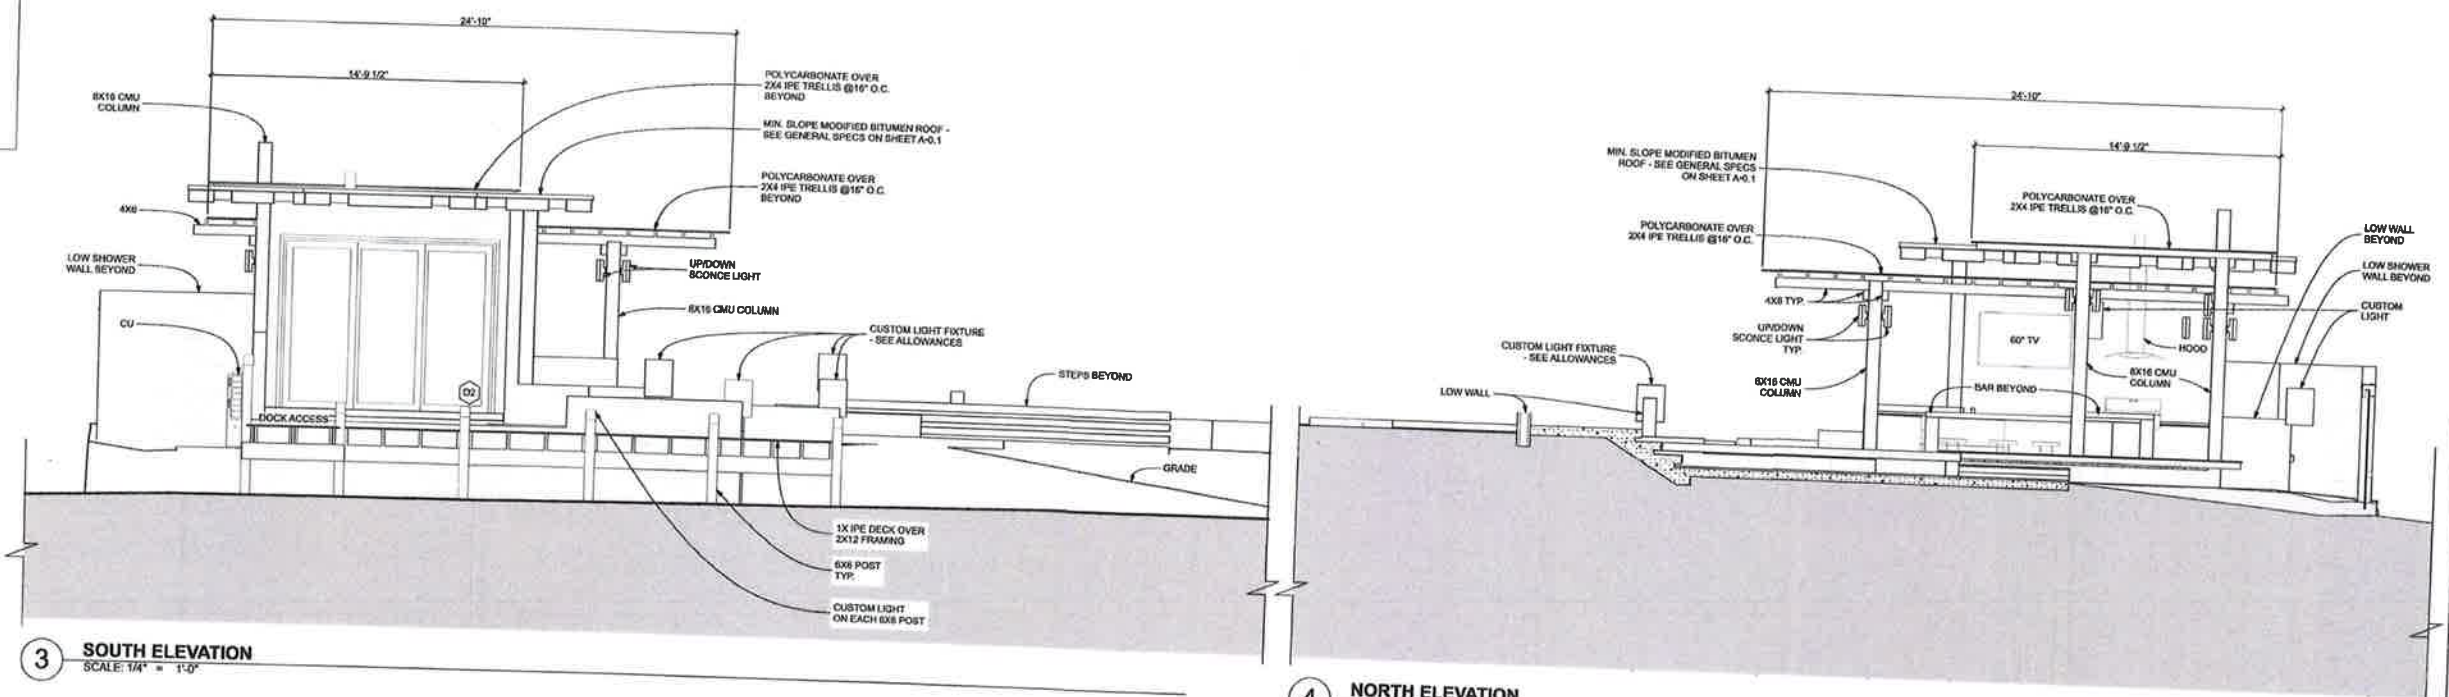 24'-10"
14'-9 1/2"
8X16 CMU
COLUMN
POLYCARBONATE OVER
2X4 IPE TRELLIS @16" O.C.
BEYOND
MIN. SLOPE MODIFIED BITUMEN ROOF -
SEE GENERAL SPECS ON SHEET A-0.1
POLYCARBONATE OVER
2X4 IPE TRELLIS @16" O.C.
BEYOND
4X6
LOW SHOWER
WALL BEYOND
UP/DOWN
SCONCE LIGHT
8X16 CMU COLUMN
CU
CUSTOM LIGHT FIXTURE
- SEE ALLOWANCES
STEPS BEYOND
D2
DOCK ACCESS
GRADE
1X IPE DECK OVER
2X12 FRAMING
6X6 POST
TYP.
CUSTOM LIGHT
ON EACH 6X6 POST
3
SOUTH ELEVATION
SCALE: 1/4" = 1'-0"
24'-10"
14'-9 1/2"
MIN. SLOPE MODIFIED BITUMEN
ROOF - SEE GENERAL SPECS
ON SHEET A-0.1
POLYCARBONATE OVER
2X4 IPE TRELLIS @16" O.C.
POLYCARBONATE OVER
2X4 IPE TRELLIS @16" O.C.
LOW WALL
BEYOND
LOW SHOWER
WALL BEYOND
4X6 TYP.
CUSTOM
LIGHT
UP/DOWN
SCONCE LIGHT
TYP.
60" TV
HOOD
CUSTOM LIGHT FIXTURE
- SEE ALLOWANCES
8X16 CMU
COLUMN
8X16 CMU
COLUMN
BAR BEYOND
LOW WALL
4
NORTH ELEVATION